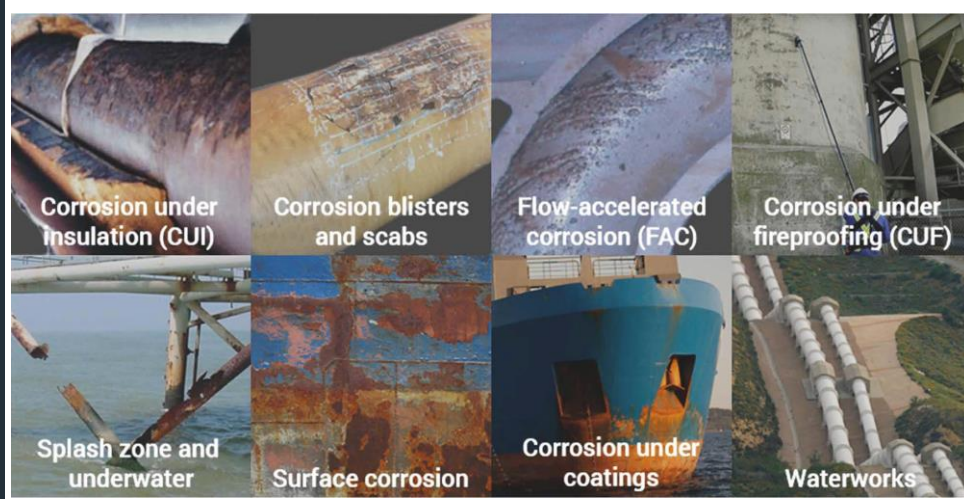 Corrosion under
insulation (CUI)
Corrosion blisters
and scabs
Flow-accelerated
corrosion (FAC)
Corrosion under
fireproofing (CUF)
Splash zone and
underwater
Surface corrosion
Corrosion under
coatings
Waterworks